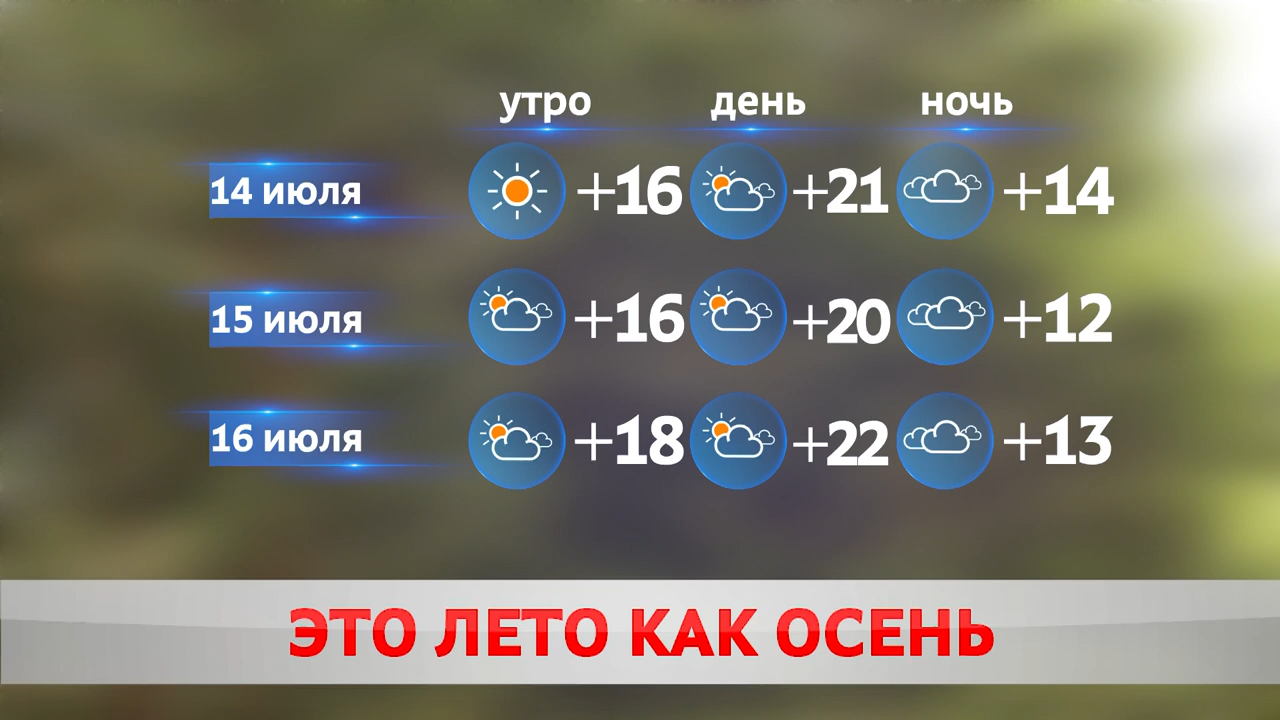 утро день ночь
14 июля +16 +21 +14
15 июля +16 +20 +12
16 июля +18 +22 +13
ЭТО ЛЕТО КАК ОСЕНЬ